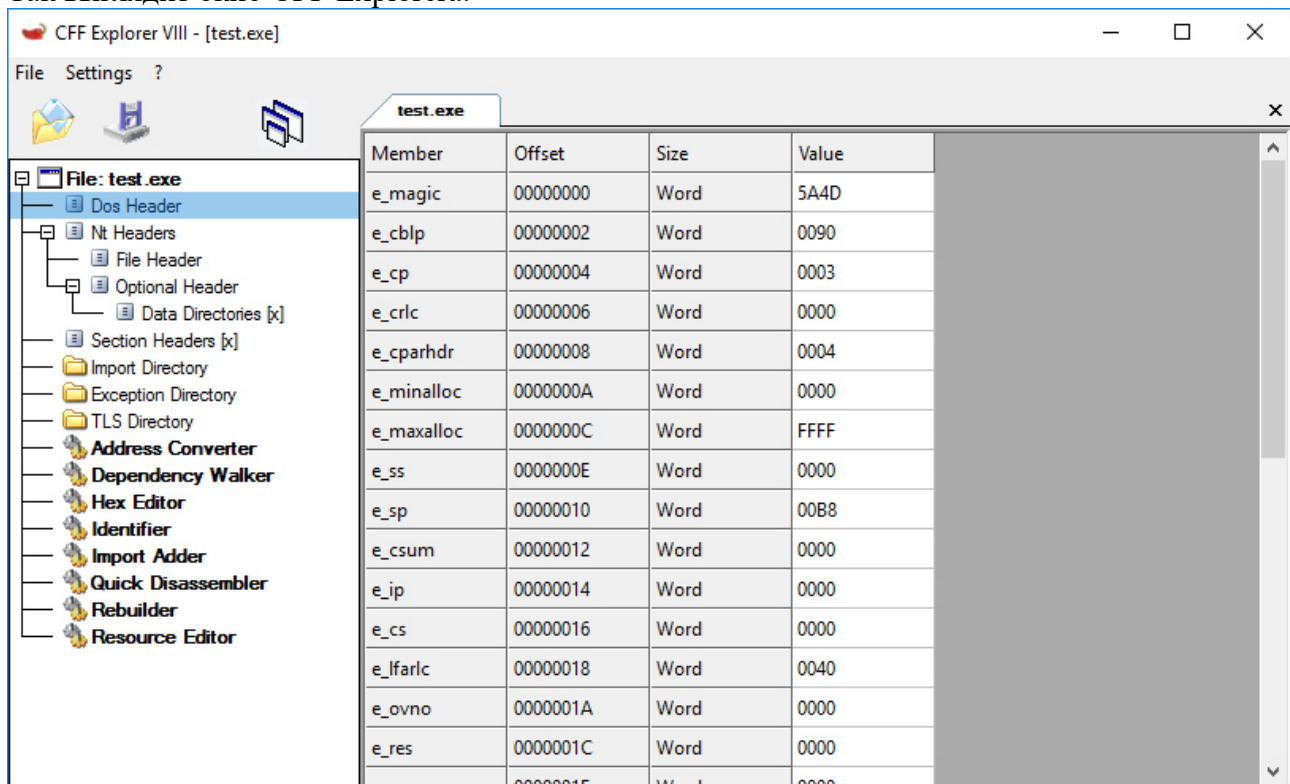 CFF Explorer VIII - [test.exe]
File Settings ?
test.exe
File: test.exe
Dos Header
Nt Headers
File Header
Optional Header
Data Directories [x]
Section Headers [x]
Import Directory
Exception Directory
TLS Directory
Address Converter
Dependency Walker
Hex Editor
Identifier
Import Adder
Quick Disassembler
Rebuilder
Resource Editor
Member Offset Size Value
e_magic 00000000 Word 5A4D
e_cblp 00000002 Word 0090
e_cp 00000004 Word 0003
e_crlc 00000006 Word 0000
e_cparhdr 00000008 Word 0004
e_minalloc 0000000A Word 0000
e_maxalloc 0000000C Word FFFF
e_ss 0000000E Word 0000
e_sp 00000010 Word 00B8
e_csum 00000012 Word 0000
e_ip 00000014 Word 0000
e_cs 00000016 Word 0000
e_lfarlc 00000018 Word 0040
e_ovno 0000001A Word 0000
e_res 0000001C Word 0000